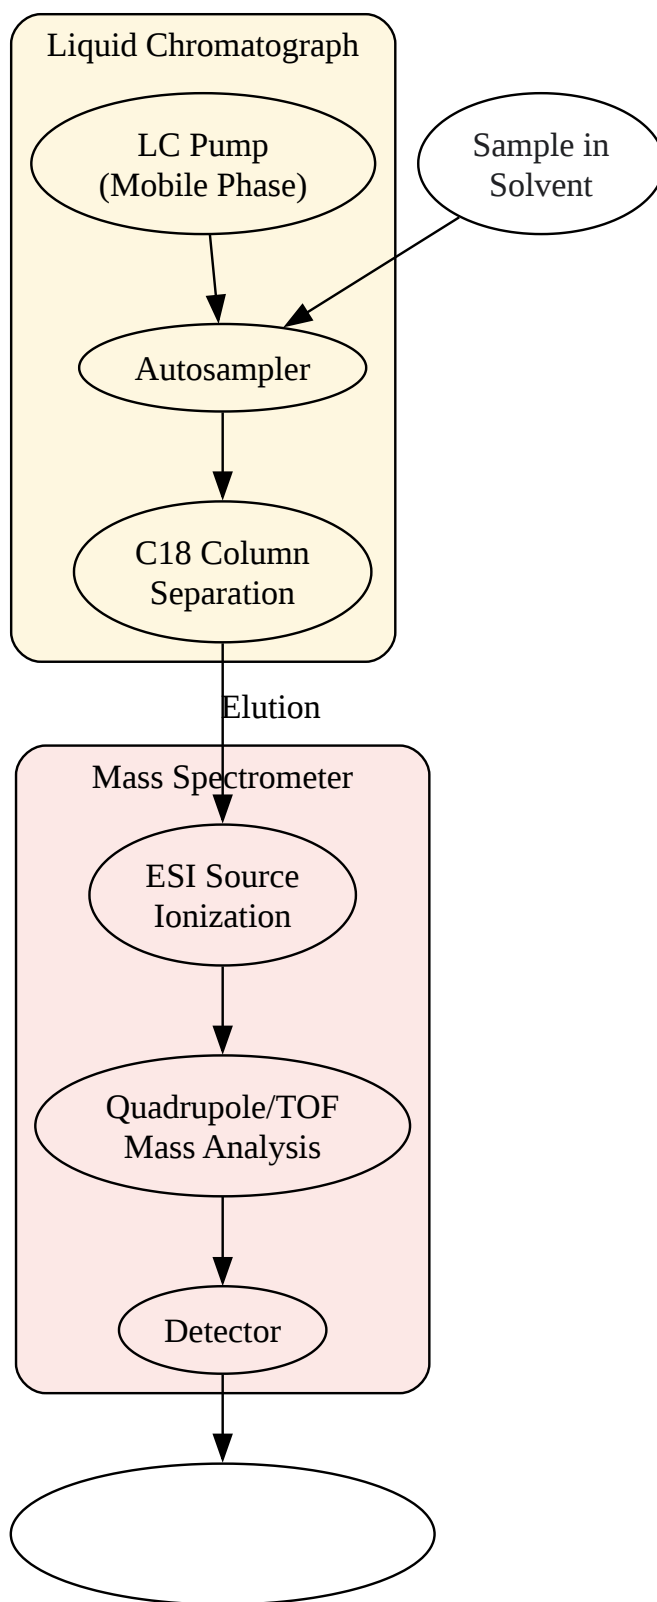 Liquid Chromatograph
LC Pump
(Mobile Phase)
Sample in
Solvent
Autosampler
C18 Column
Separation
Elution
Mass Spectrometer
ESI Source
Ionization
Quadrupole/TOF
Mass Analysis
Detector